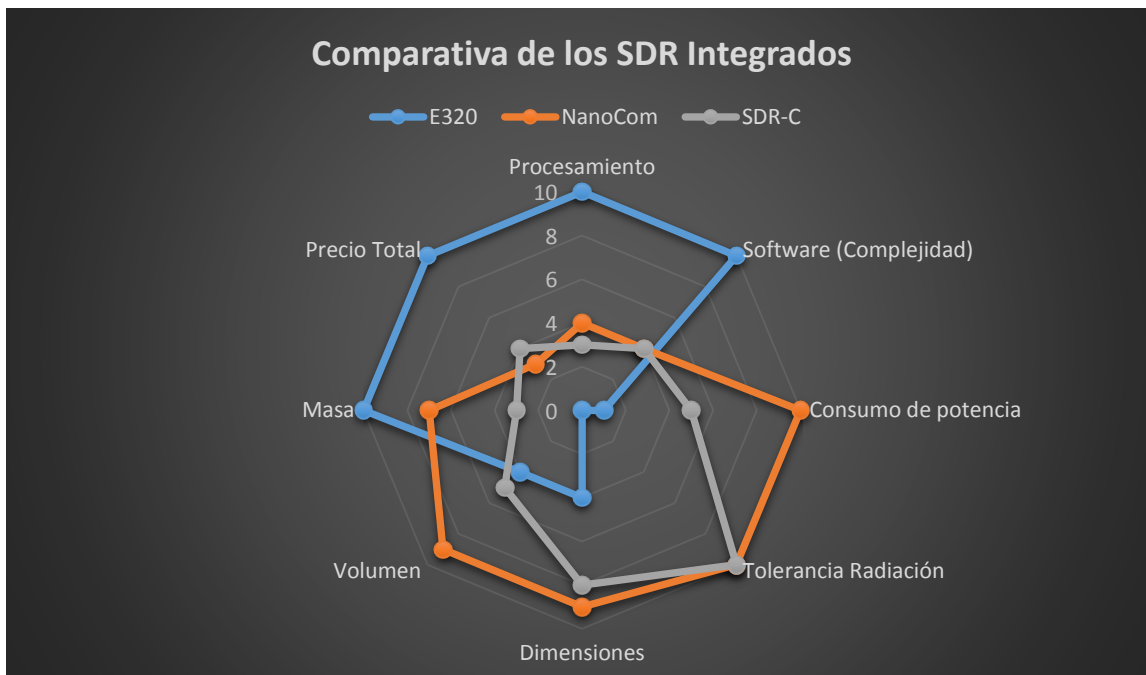 Comparativa de los SDR Integrados
E320 NanoCom SDR-C
Procesamiento
10
Precio Total
Software (Complejidad)
8
6
4
2
0
Masa
Consumo de potencia
Volumen
Tolerancia Radiación
Dimensiones